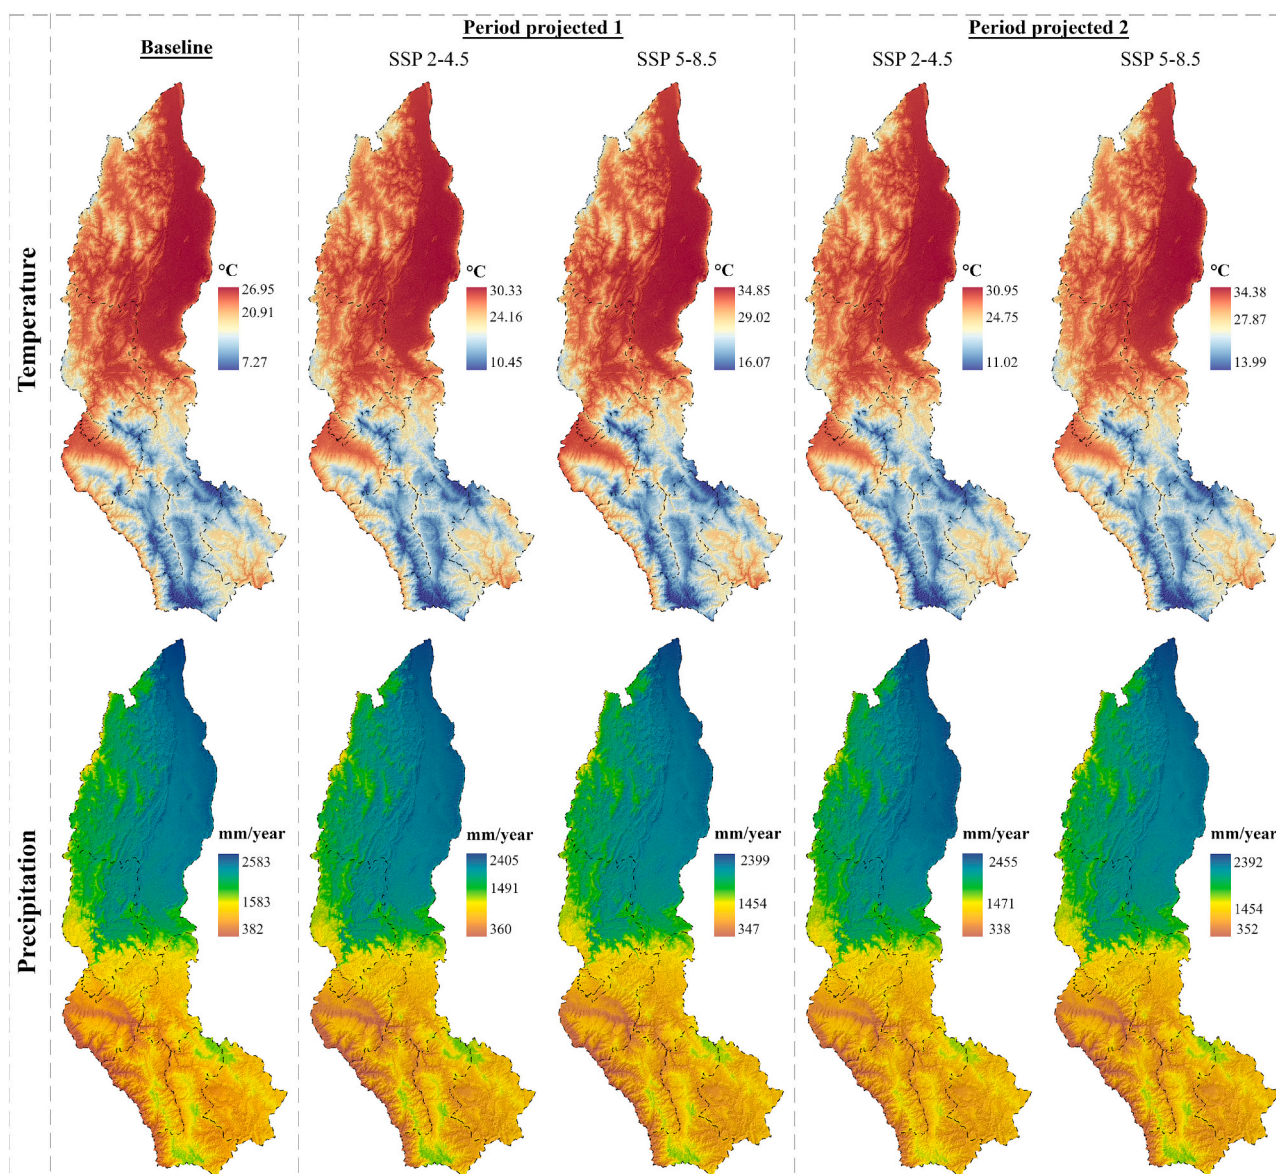 Period projected 1
Period projected 2
Baseline
SSP 2-4.5
SSP 5-8.5
SSP 2-4.5
SSP 5-8.5
Temperature
°C
26.95
20.91
7.27
°C
30.33
24.16
10.45
°C
34.85
29.02
16.07
°C
30.95
24.75
11.02
°C
34.38
27.87
13.99
Precipitation
mm/year
2583
1583
382
mm/year
2405
1491
360
mm/year
2399
1454
347
mm/year
2455
1471
338
mm/year
2392
1454
352